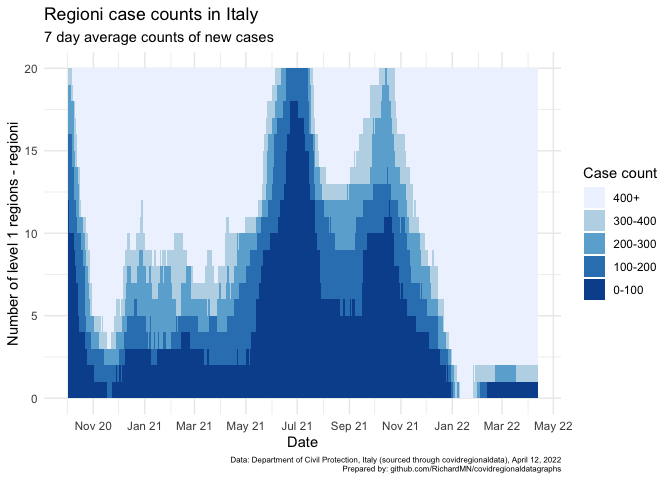 Regioni case counts in Italy
7 day average counts of new cases
Number of level 1 regions - regioni
20
15
10
5
0
Nov 20 Jan 21 Mar 21 May 21 Jul 21 Sep 21 Nov 21 Jan 22 Mar 22 May 22
Date
Case count
400+
300-400
200-300
100-200
0-100
Data: Department of Civil Protection, Italy (sourced through covidregionaldata), April 12, 2022
Prepared by: github.com/RichardMN/covidregionaldatagraphs